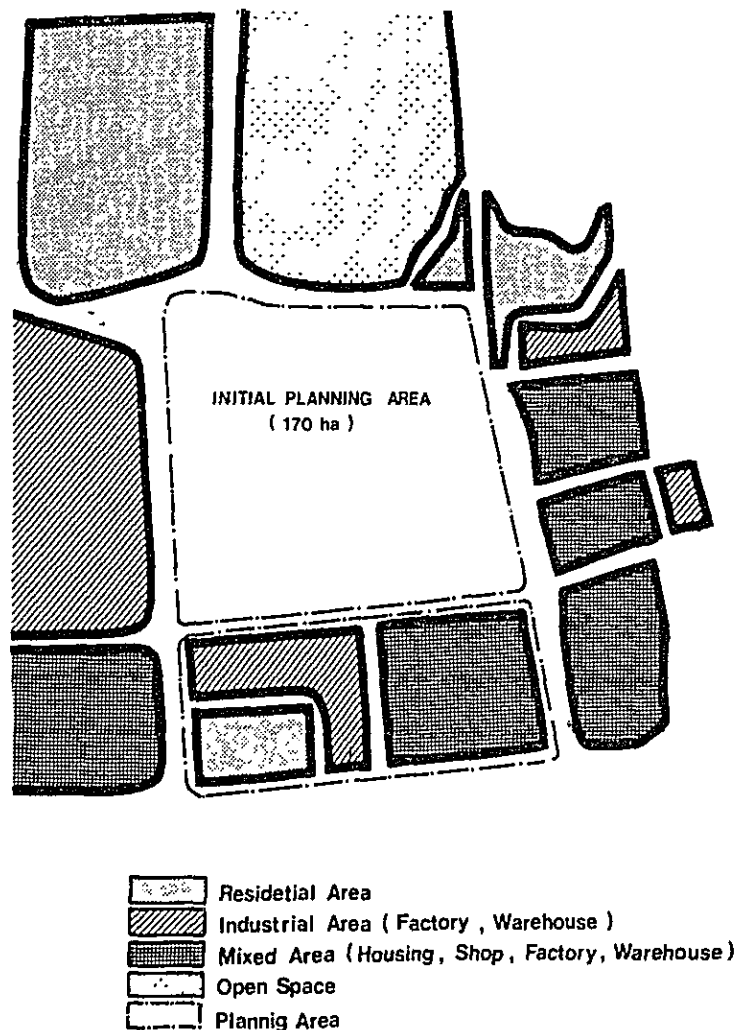 INITIAL PLANNING AREA
( 170 ha )
Residetial Area
Industrial Area ( Factory , Warehouse )
Mixed Area ( Housing, Shop , Factory, Warehouse)
Open Space
Plannig Area